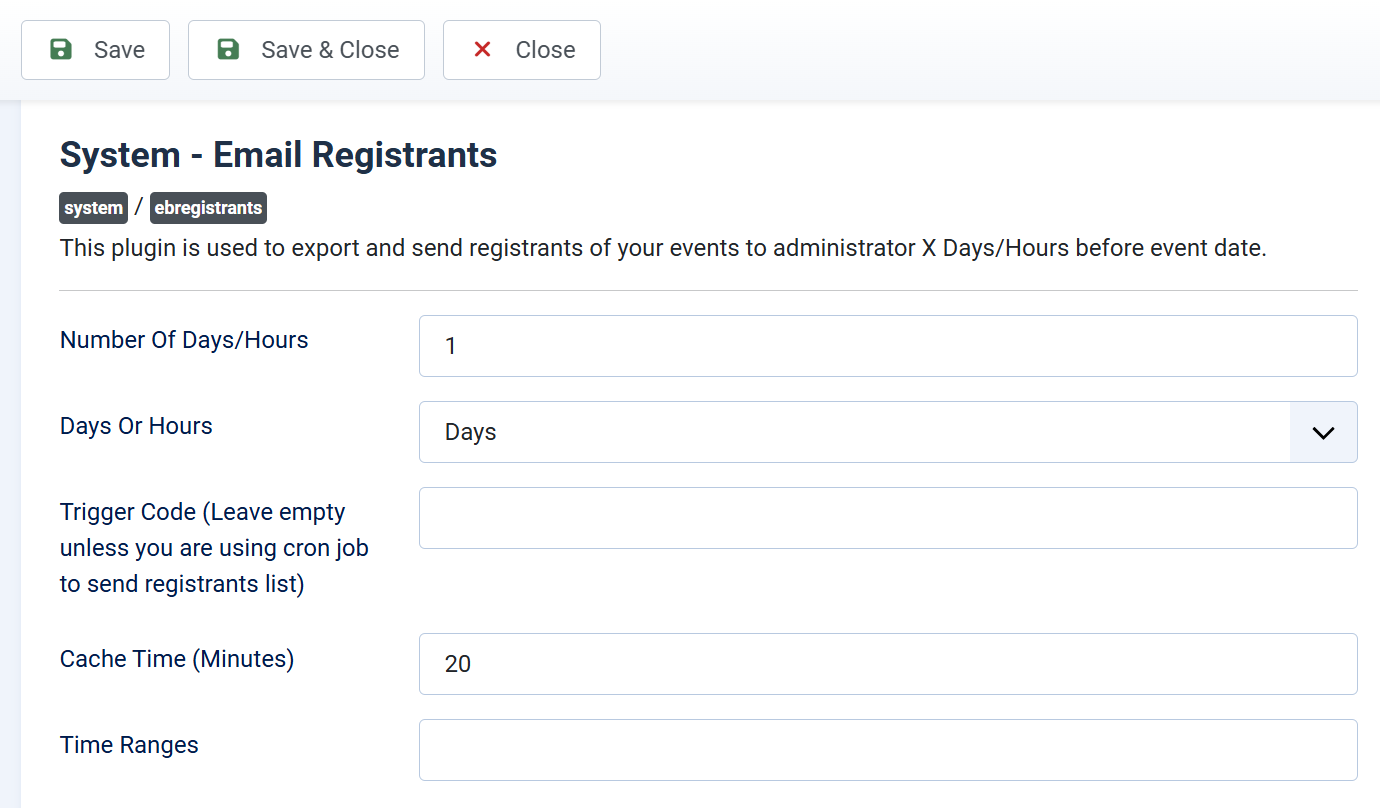 Save Save & Close Close
System - Email Registrants
system / ebregistrants
This plugin is used to export and send registrants of your events to administrator X Days/Hours before event date.
Number Of Days/Hours 1
Days Or Hours Days
Trigger Code (Leave empty
unless you are using cron job
to send registrants list)
Cache Time (Minutes) 20
Time Ranges